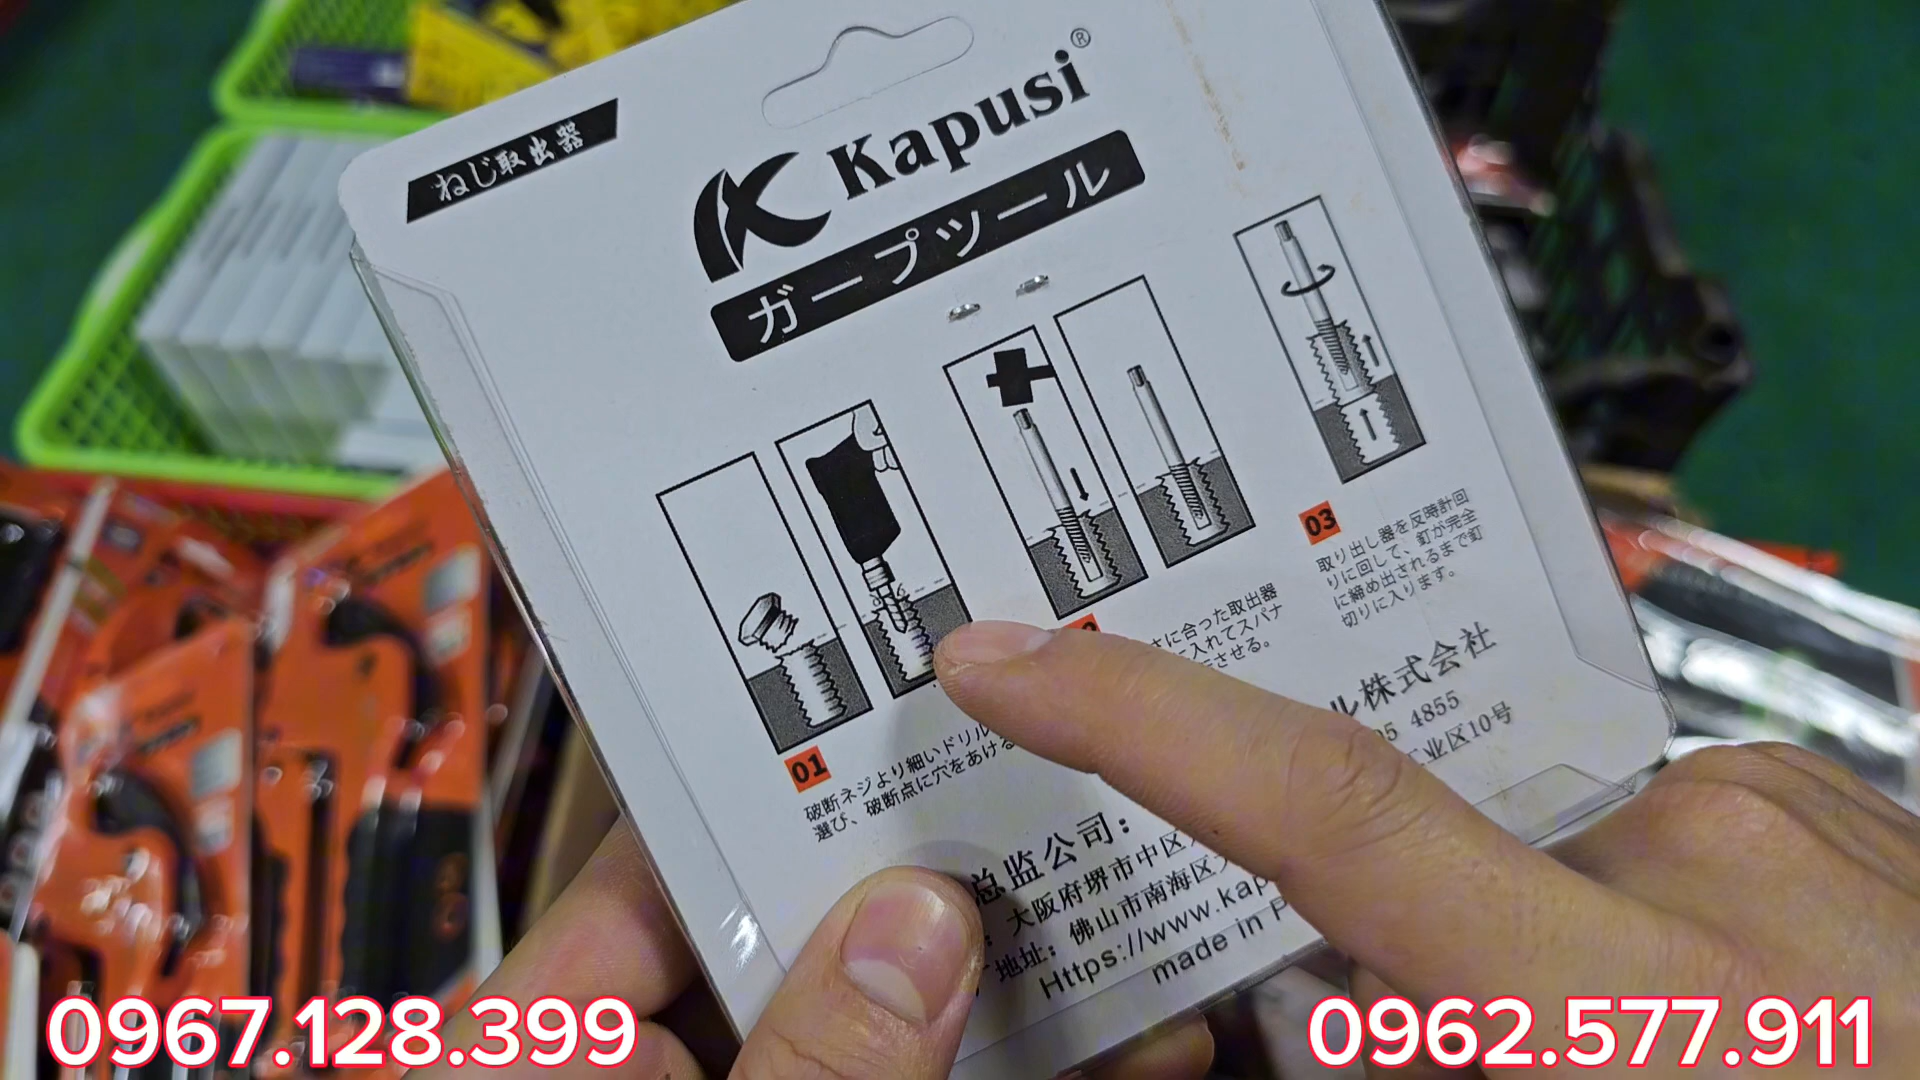 ねじ取出器
Kapusi®
ガープツール
01
破断ネジより細いドリル
選び、破断点に穴をあける
さに合った取出器
に入れてスパナ
させる。
03
取り出し器を反時計回
りに回して、釘が完全
に締め出されるまで釘
切りに入ります。
ル株式会社
05 4855
工业区10号
总监公司:
大阪府堺市中区
地址: 佛山市南海区
Https://www.kap
made in P
0967.128.399
0962.577.911